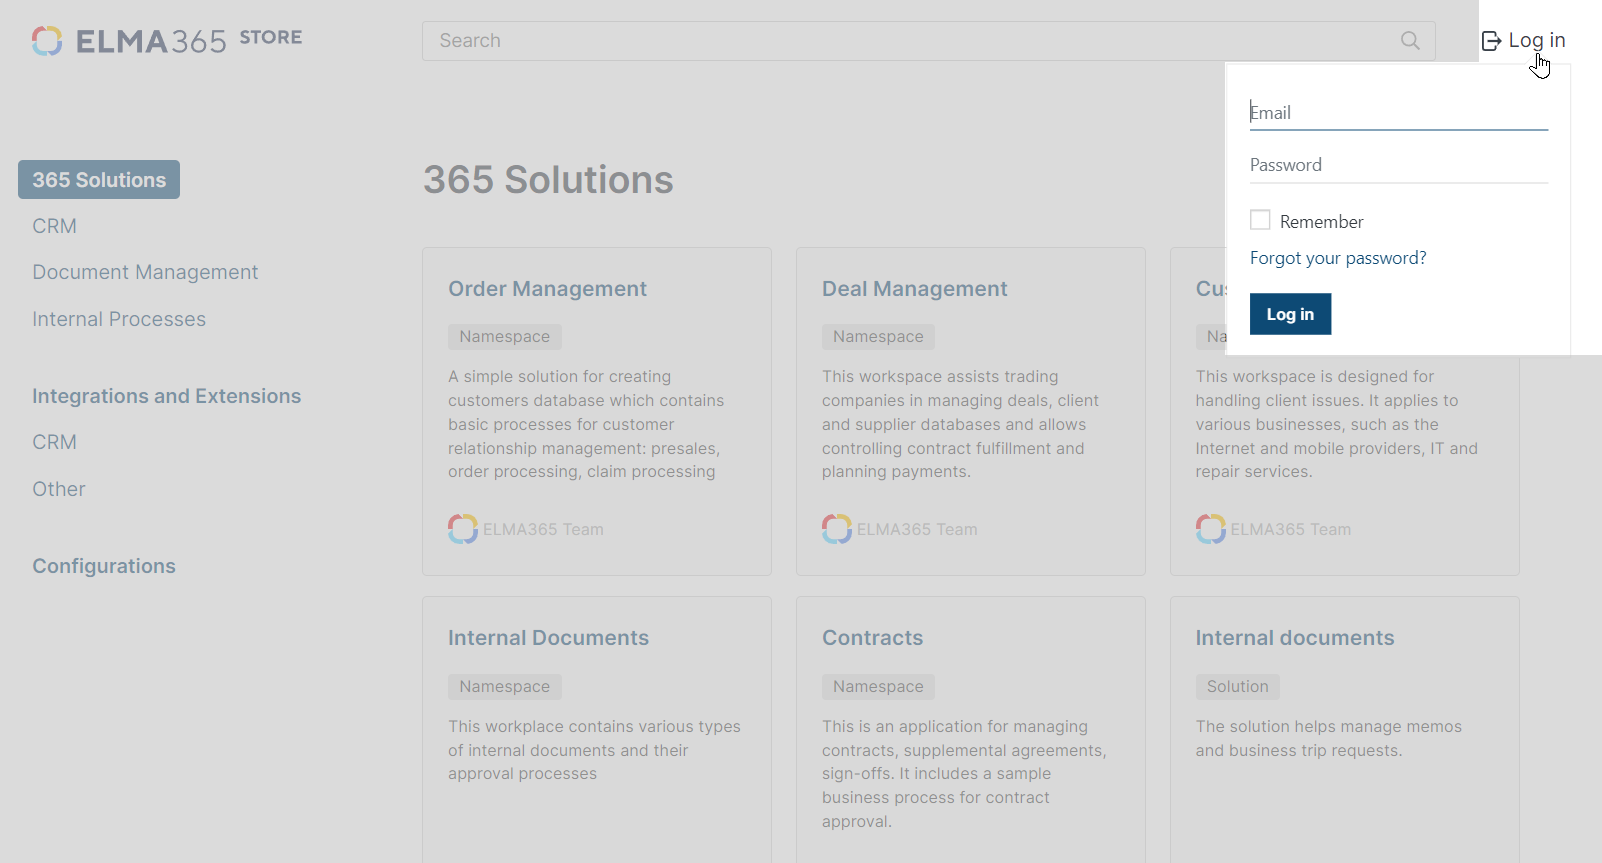 ELMA365 STORE
Search
Log in
Email
Password
Remember
Forgot your password?
Log in
365 Solutions
CRM
Document Management
Internal Processes
Integrations and Extensions
CRM
Other
Configurations
365 Solutions
Order Management
Namespace
A simple solution for creating
customers database which contains
basic processes for customer
relationship management: presales,
order processing, claim processing
ELMA365 Team
Deal Management
Namespace
This workspace assists trading
companies in managing deals, client
and supplier databases and allows
controlling contract fulfillment and
planning payments.
ELMA365 Team
This workspace is designed for
handling client issues. It applies to
various businesses, such as the
Internet and mobile providers, IT and
repair services.
ELMA365 Team
Internal Documents
Namespace
This workplace contains various types
of internal documents and their
approval processes
Contracts
Namespace
This is an application for managing
contracts, supplemental agreements,
sign-offs. It includes a sample
business process for contract
approval.
Internal documents
Solution
The solution helps manage memos
and business trip requests.